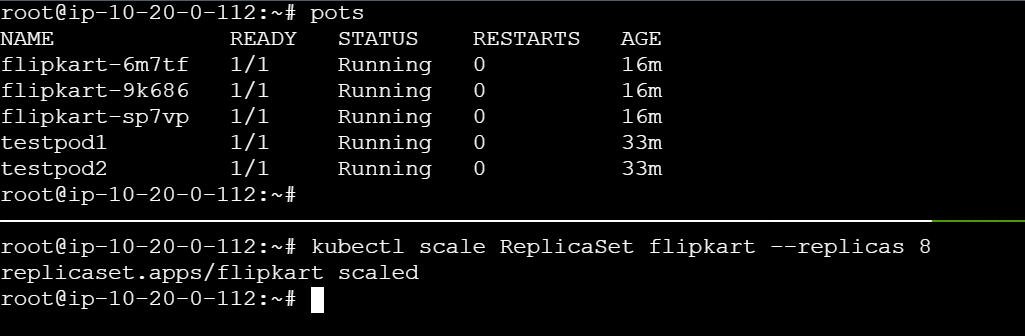 root@ip-10-20-0-112:~# pots
NAME READY STATUS RESTARTS AGE
flipkart-6m7tf 1/1 Running 0 16m
flipkart-9k686 1/1 Running 0 16m
flipkart-sp7vp 1/1 Running 0 16m
testpod1 1/1 Running 0 33m
testpod2 1/1 Running 0 33m
root@ip-10-20-0-112:~#
root@ip-10-20-0-112:~# kubectl scale ReplicaSet flipkart --replicas 8
replicaset.apps/flipkart scaled
root@ip-10-20-0-112:~#